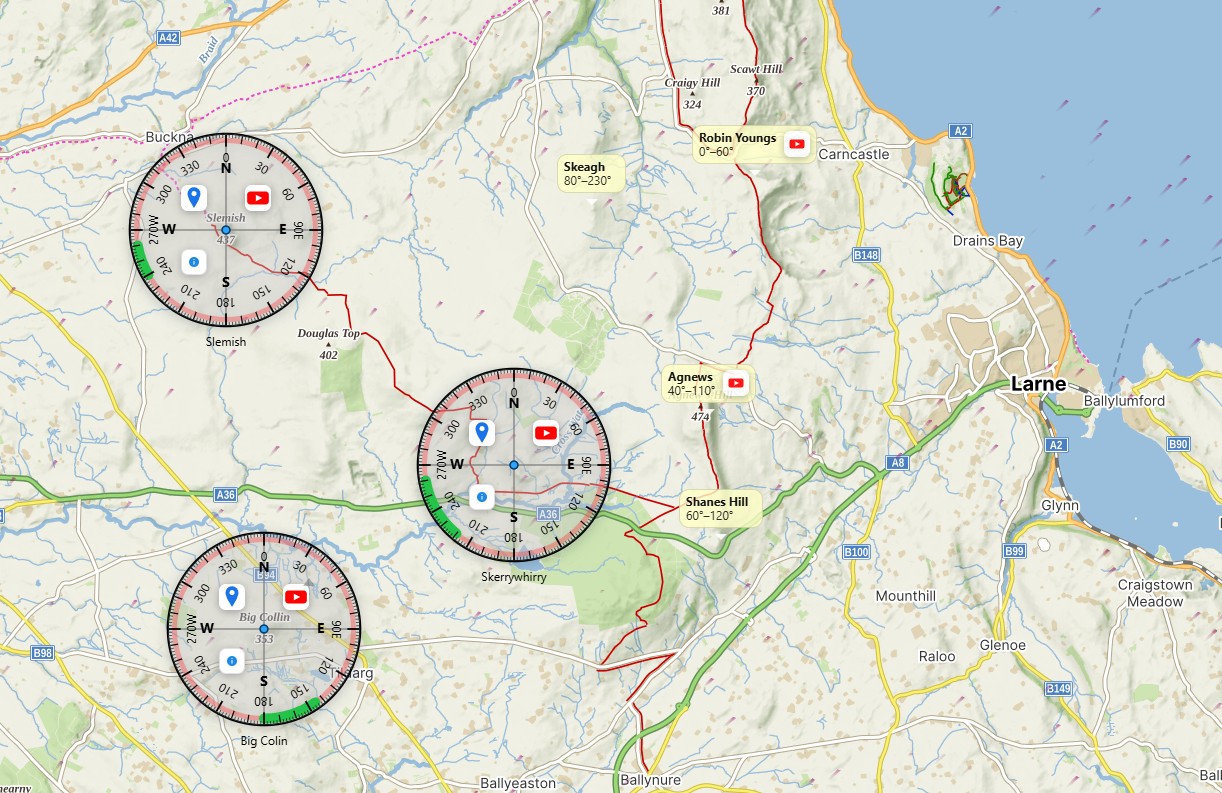 381
A42
Braid
Scawt Hill
370
Craigy Hill
324
A2
Buckna
Robin Youngs
0°–60°
Carncastle
Skeagh
80°–230°
0
N
30
60
90E
E
120
150
S
180
210
240
270W
W
300
330
Slemish
437
Slemish
Drains Bay
B148
Douglas Top
402
Larne
Ballylumford
Agnews
40°–110°
474
0
N
30
60
90E
E
120
150
S
180
210
240
270W
W
300
330
A36
Skerrywhirry
A36
A8
A2
B90
Shanes Hill
60°–120°
Glynn
B100
B99
0
N
30
60
90E
E
120
150
S
180
210
240
270W
W
300
330
B94
Big Collin
353
Big Colin
Craigstown
Meadow
Mounthill
Glenoe
Raloo
B98
B149
Ballyeaston
Ballynure